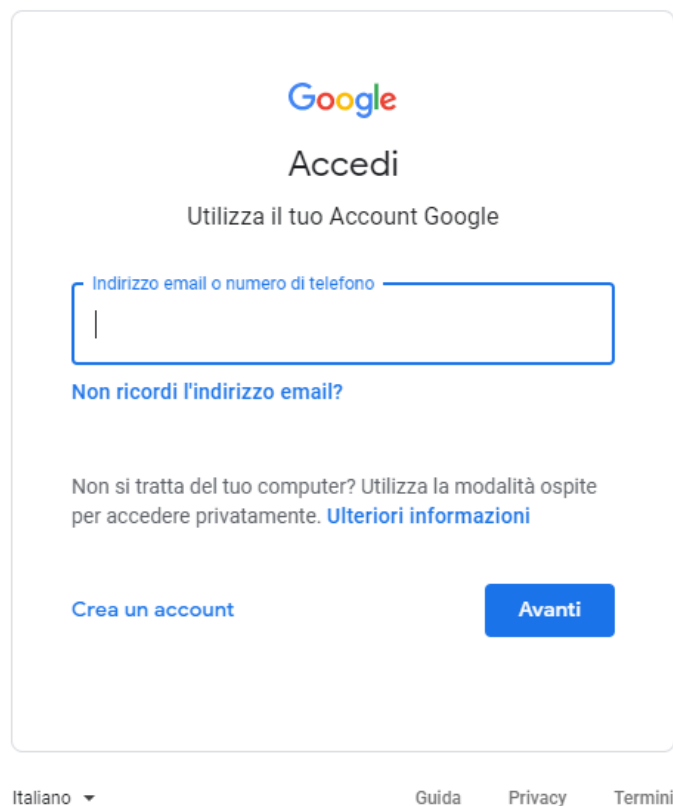 Google
Accedi
Utilizza il tuo Account Google
Indirizzo email o numero di telefono
Non ricordi l'indirizzo email?
Non si tratta del tuo computer? Utilizza la modalità ospite
per accedere privatamente. Ulteriori informazioni
Crea un account Avanti
Italiano Guida Privacy Termini